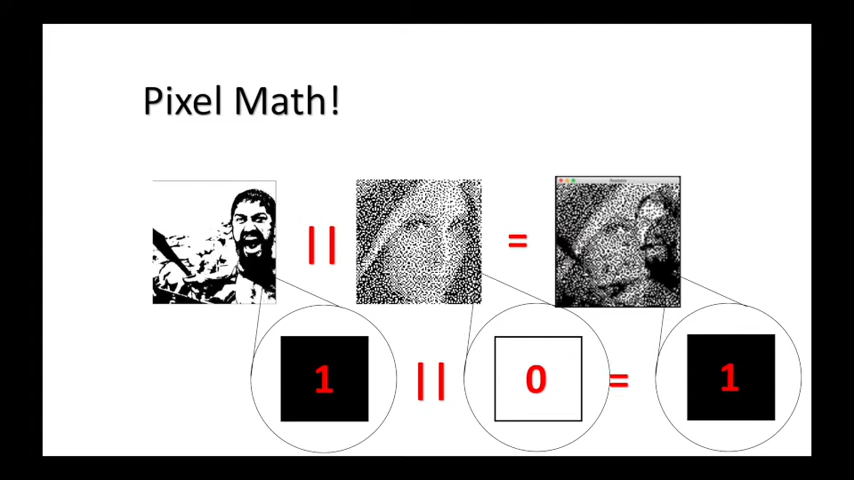 Pixel Math!
|| =
1 || 0 = 1